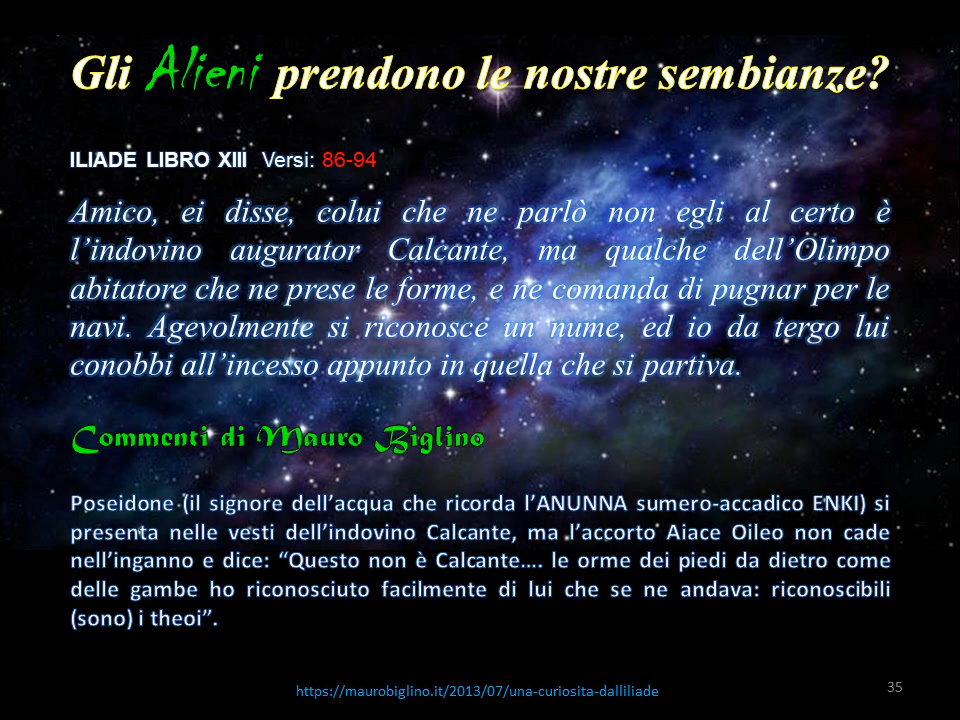 Gli Alieni prendono le nostre sembianze?
ILIADE LIBRO XIII Versi: 86-94
Amico, ei disse, colui che ne parlò non egli al certo è
l’indovino augurator Calcante, ma qualche dell’Olimpo
abitatore che ne prese le forme, e ne comanda di pugnar per le
navi. Agevolmente si riconosce un nume, ed io da tergo lui
conobbi all’incesso appunto in quella che si partiva.
Commenti di Mauro Biglino
Poseidone (il signore dell’acqua che ricorda l’ANUNNA sumero-accadico ENKI) si
presenta nelle vesti dell’indovino Calcante, ma l’accorto Aiace Oileo non cade
nell’inganno e dice: “Questo non è Calcante…. le orme dei piedi da dietro come
delle gambe ho riconosciuto facilmente di lui che se ne andava: riconoscibili
(sono) i theoi”.
https://maurobiglino.it/2013/07/una-curiosita-dalliliade
35